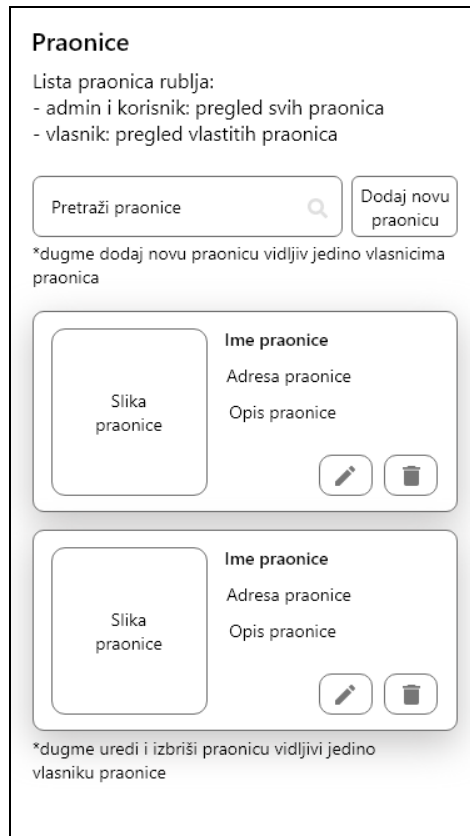 Praonice
Lista praonica rublja:
- admin i korisnik: pregled svih praonica
- vlasnik: pregled vlastitih praonica
Pretraži praonice
Dodaj novu
praonicu
*dugme dodaj novu praonicu vidljiv jedino vlasnicima
praonica
Slika
praonice
Ime praonice
Adresa praonice
Opis praonice
Slika
praonice
Ime praonice
Adresa praonice
Opis praonice
*dugme uredi i izbriši praonicu vidljivi jedino
vlasniku praonice